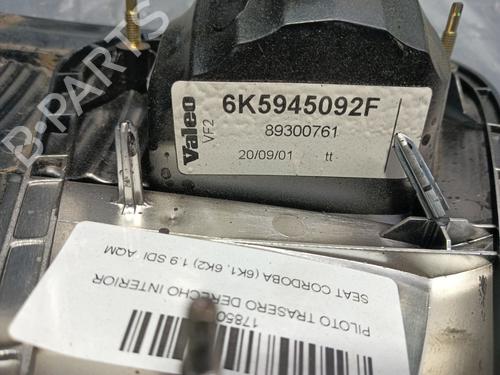 Valeo
VF2
6K5945092F
89300761
20/09/01 tt
SEAT CORDOBA (6K1, 6K2) 1.9 SDI AQM
PILOTO TRASERO DERECHO INTERIOR
B-Parts